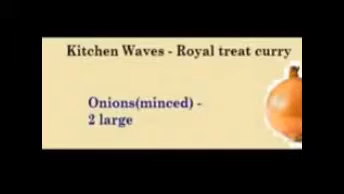 Kitchen Waves - Royal treat curry
Onions(minced) -
2 large